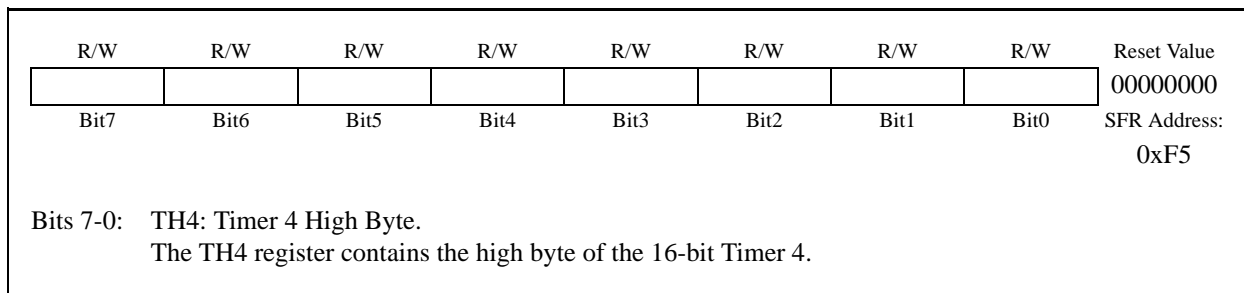 R/W R/W R/W R/W R/W R/W R/W R/W Reset Value
00000000
Bit7 Bit6 Bit5 Bit4 Bit3 Bit2 Bit1 Bit0 SFR Address:
0xF5
Bits 7-0: TH4: Timer 4 High Byte.
The TH4 register contains the high byte of the 16-bit Timer 4.